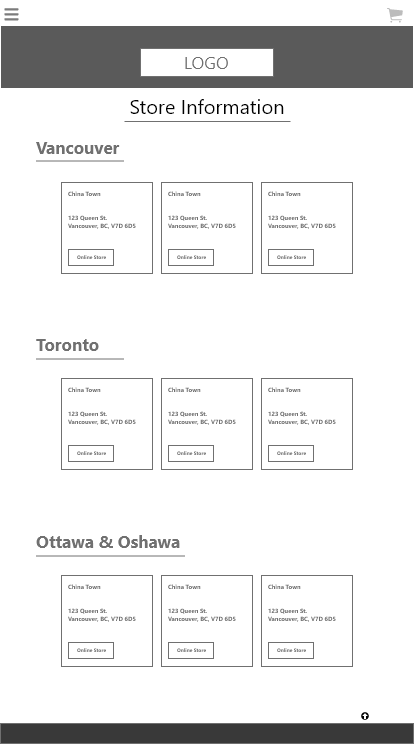 LOGO
Store Information
Vancouver
China Town
123 Queen St.
Vancouver, BC, V7D 6D5
Online Store
China Town
123 Queen St.
Vancouver, BC, V7D 6D5
Online Store
China Town
123 Queen St.
Vancouver, BC, V7D 6D5
Online Store
Toronto
China Town
123 Queen St.
Vancouver, BC, V7D 6D5
Online Store
China Town
123 Queen St.
Vancouver, BC, V7D 6D5
Online Store
China Town
123 Queen St.
Vancouver, BC, V7D 6D5
Online Store
Ottawa & Oshawa
China Town
123 Queen St.
Vancouver, BC, V7D 6D5
Online Store
China Town
123 Queen St.
Vancouver, BC, V7D 6D5
Online Store
China Town
123 Queen St.
Vancouver, BC, V7D 6D5
Online Store